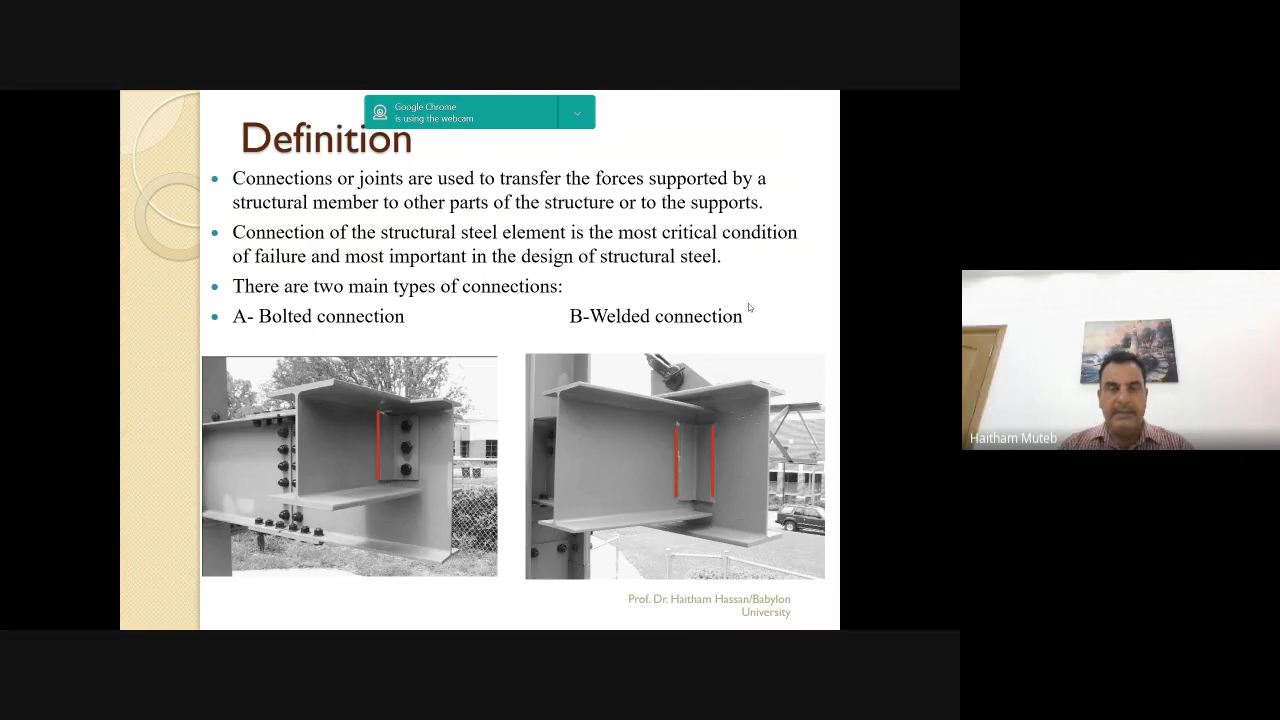 Google Chrome
is using the webcam
Definition
Connections or joints are used to transfer the forces supported by a
structural member to other parts of the structure or to the supports.
Connection of the structural steel element is the most critical condition
of failure and most important in the design of structural steel.
There are two main types of connections:
A- Bolted connection B-Welded connection
Prof. Dr. Haitham Hassan/Babylon
University
Haitham Muteb